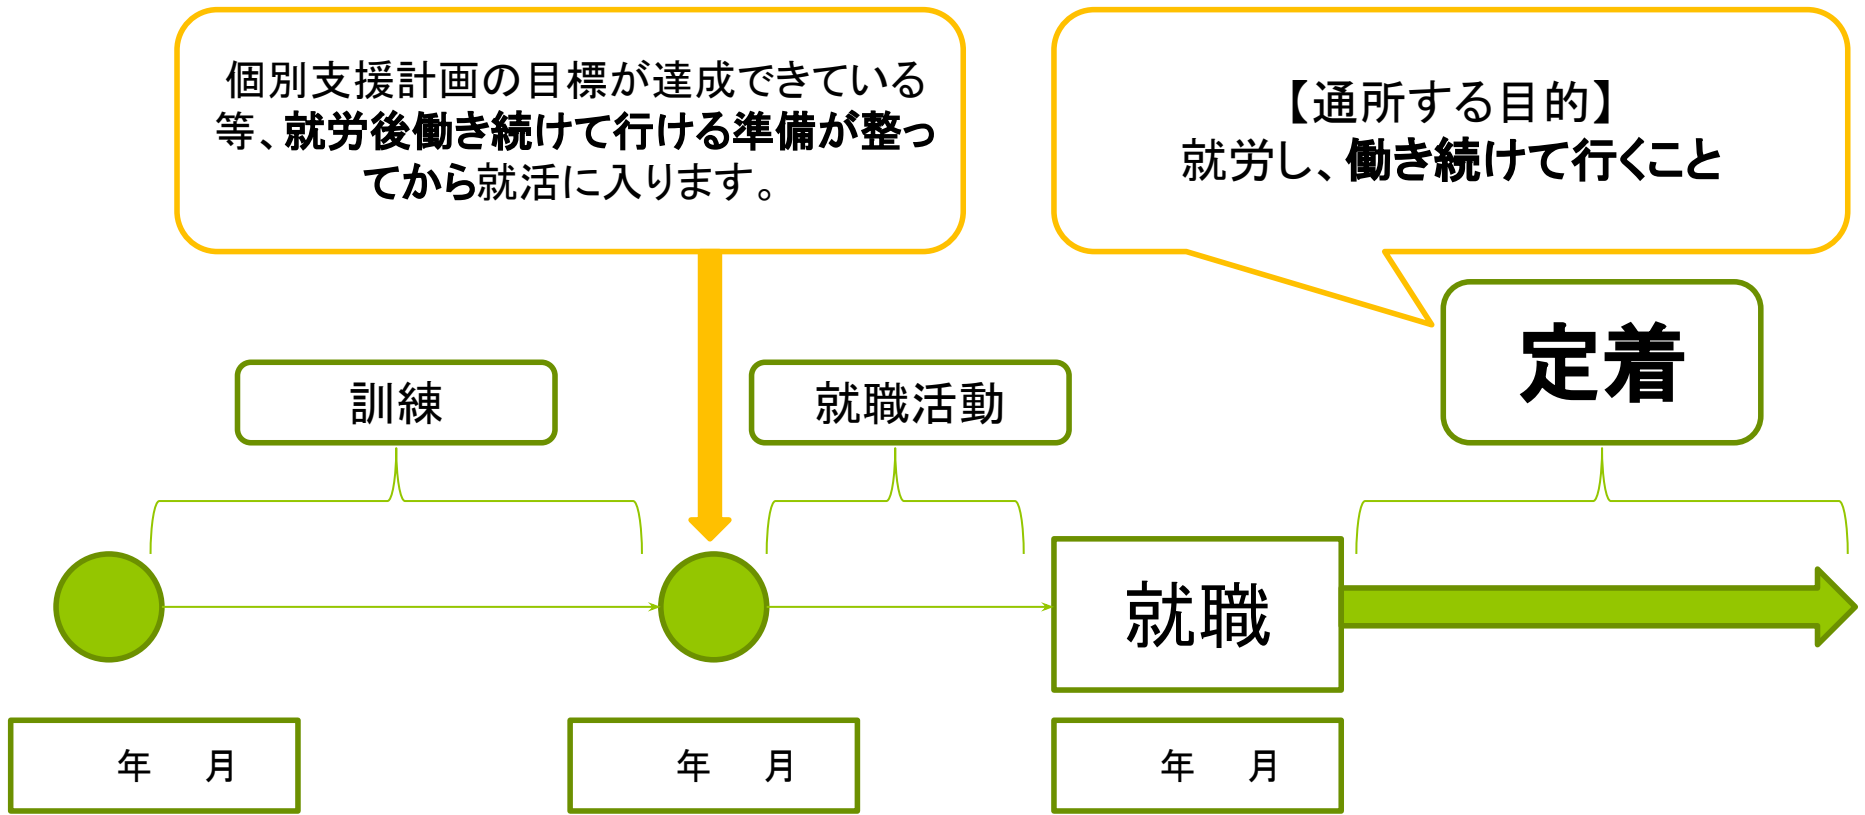 個別支援計画の目標が達成できている
等、就労後働き続けて行ける準備が整っ
てから就活に入ります。
【通所する目的】
就労し、働き続けて行くこと
定着
訓練
就職活動
就職
年 月
年 月
年 月